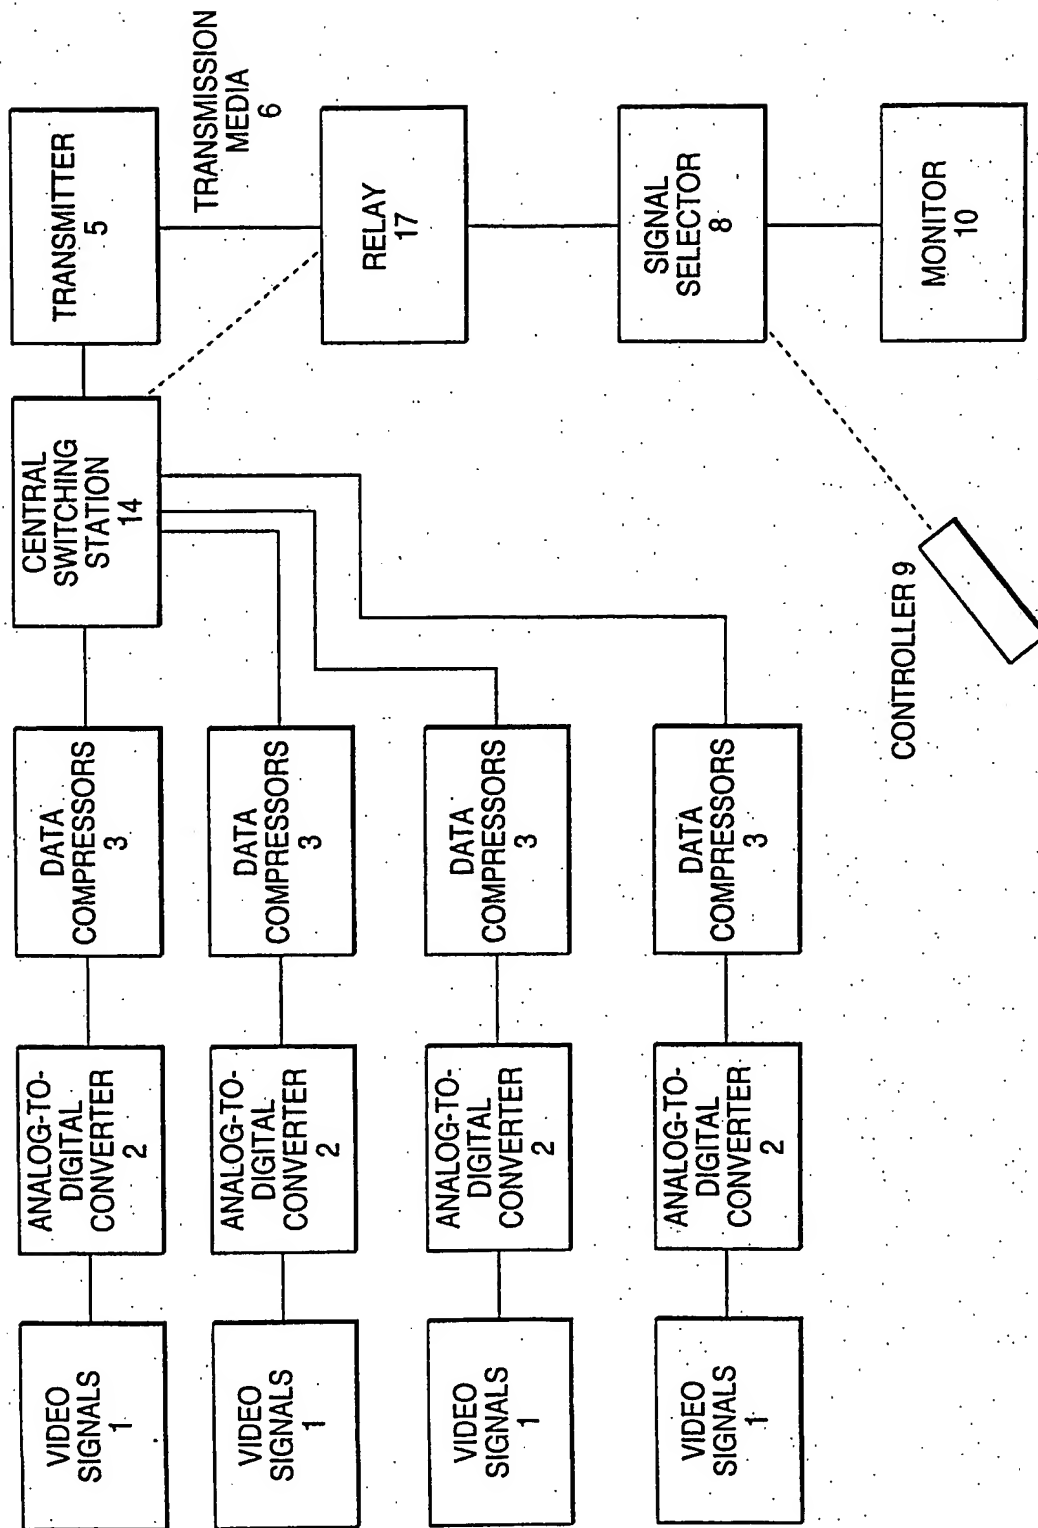 VIDEO
SIGNALS
1
ANALOG-TO-
DIGITAL
CONVERTER
2
DATA
COMPRESSORS
3
CENTRAL
SWITCHING
STATION
14
TRANSMITTER
5
VIDEO
SIGNALS
1
ANALOG-TO-
DIGITAL
CONVERTER
2
DATA
COMPRESSORS
3
TRANSMISSION
MEDIA
6
VIDEO
SIGNALS
1
ANALOG-TO-
DIGITAL
CONVERTER
2
DATA
COMPRESSORS
3
RELAY
17
VIDEO
SIGNALS
1
ANALOG-TO-
DIGITAL
CONVERTER
2
DATA
COMPRESSORS
3
SIGNAL
SELECTOR
8
CONTROLLER 9
MONITOR
10